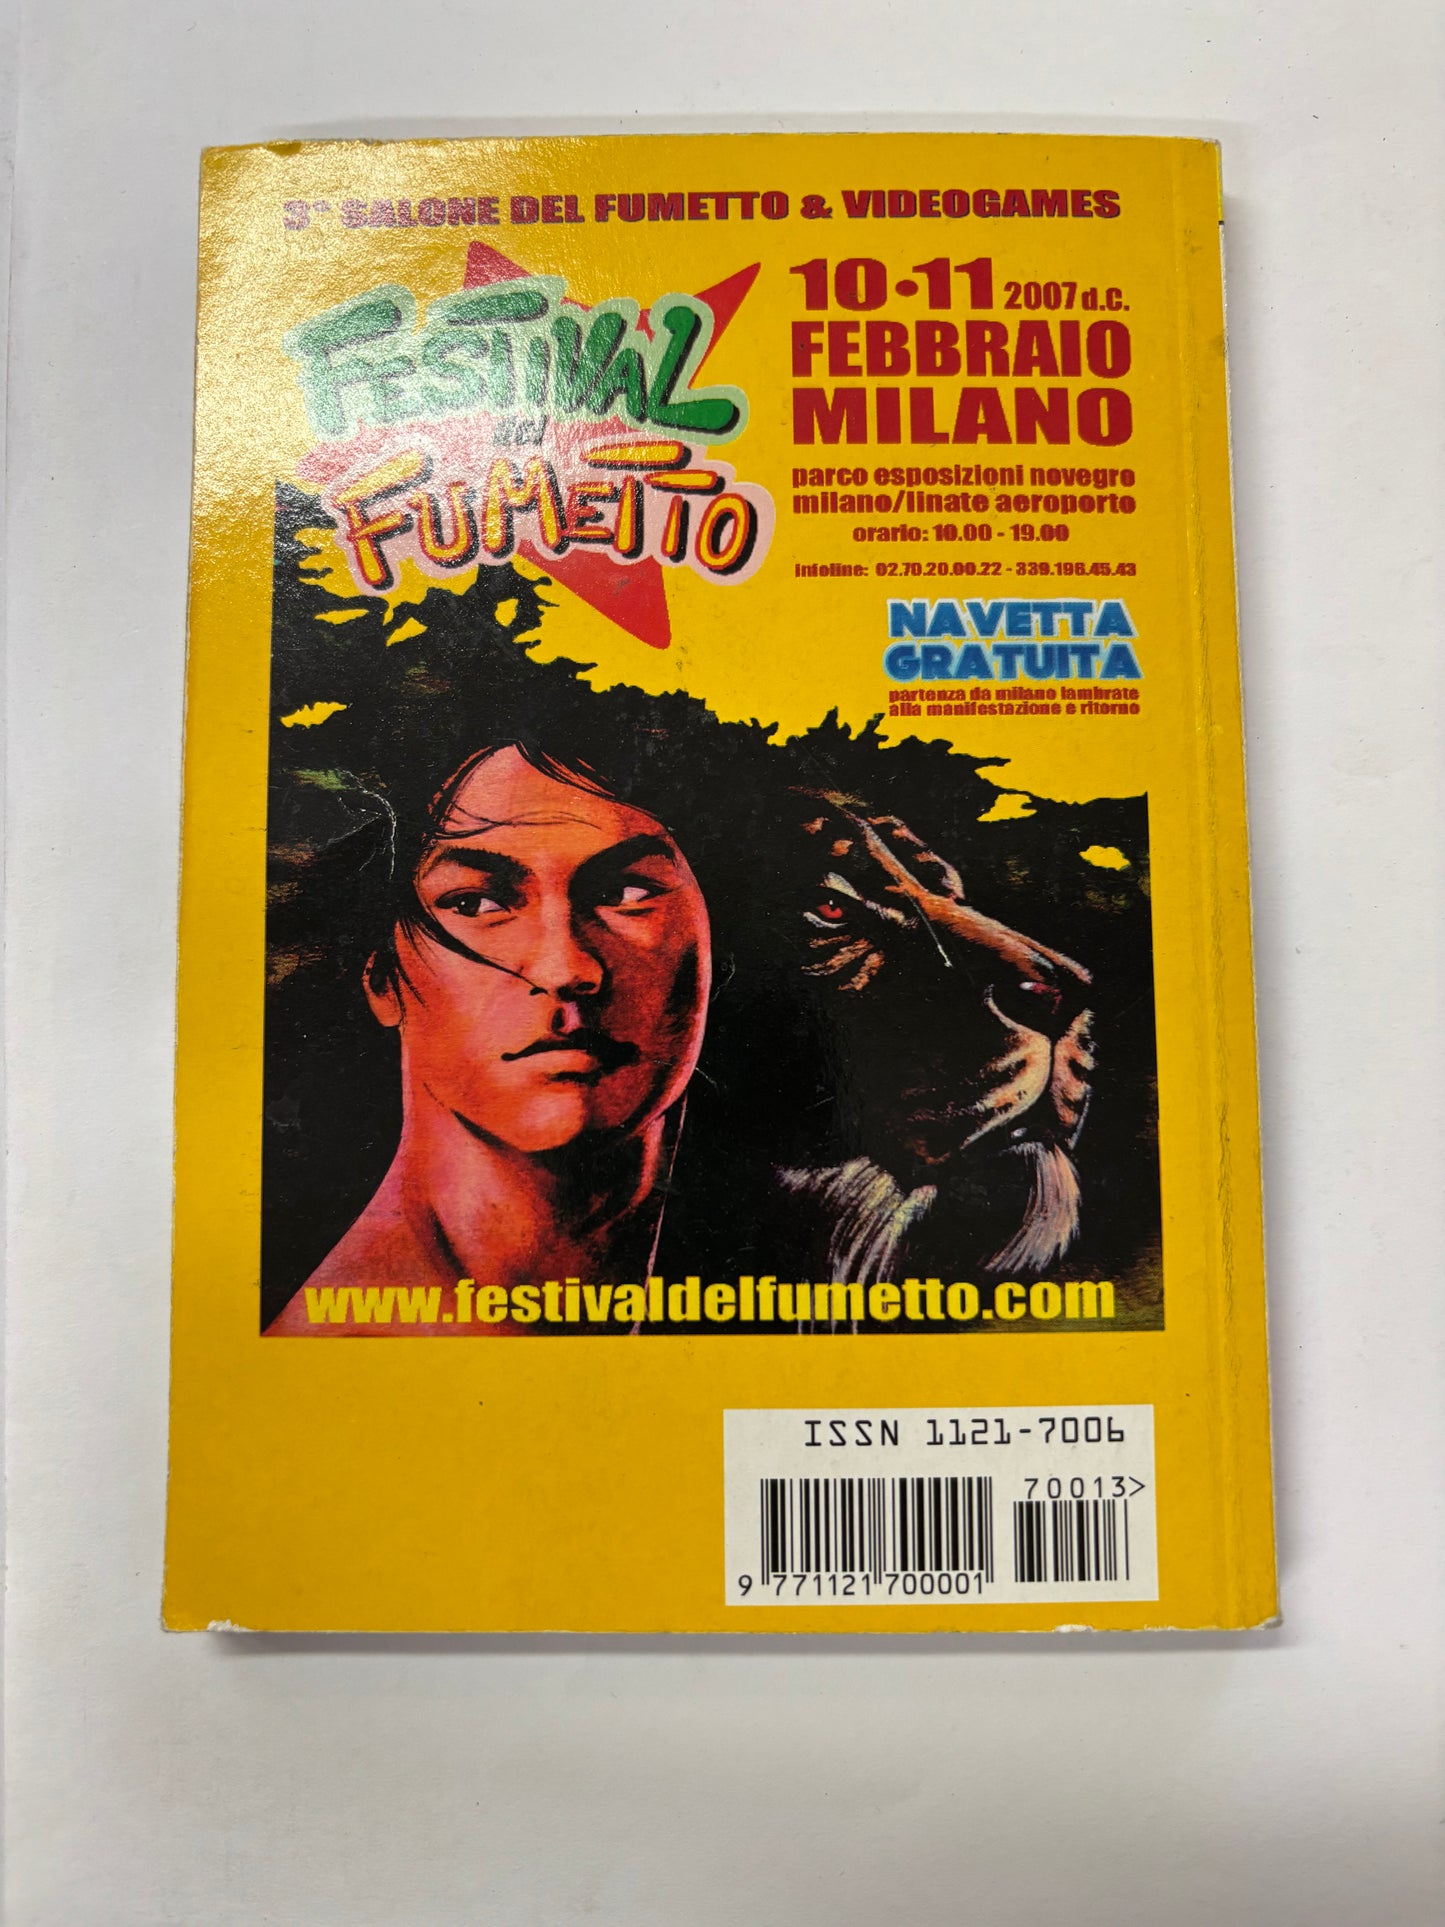 3° SALONE DEL FUMETTO & VIDEOGAMES
FESTIVAL
del
FUMETTO
10•11 2007 d.C.
FEBBRAIO
MILANO
parco esposizioni novegro
milano/linate aeroporto
orario: 10.00 - 19.00
infoline: 02.70.20.00.22 - 339.196.45.43
NAVETTA
GRATUITA
partenza da milano lambrate
alla manifestazione e ritorno
www.festivaldelfumetto.com
ISSN 1121-7006
70013>
9 771121 700001